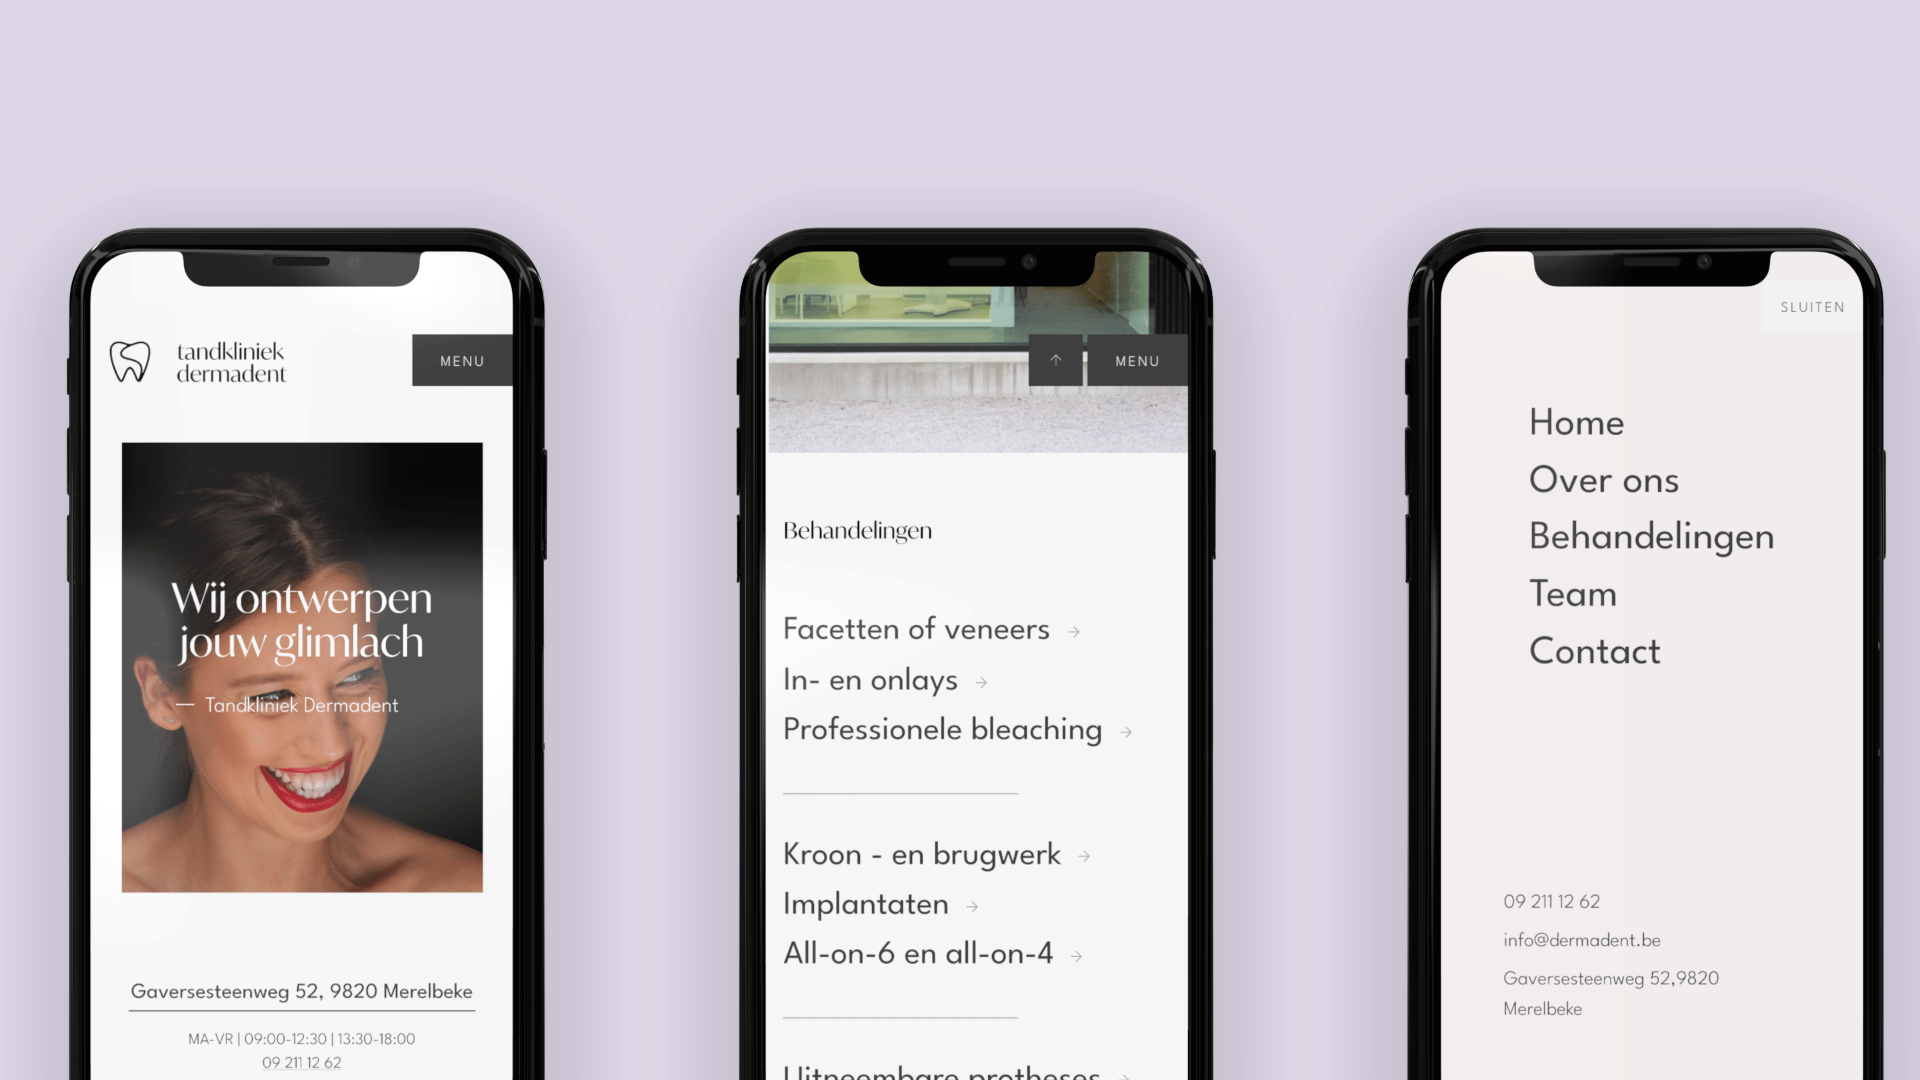 tandkliniek
dermadent
MENU
Wij ontwerpen
jouw glimlach
— Tandkliniek Dermadent
Gaversesteenweg 52, 9820 Merelbeke
MA-VR | 09:00-12:30 | 13:30-18:00
09 211 12 62
↑ MENU
Behandelingen
Facetten of veneers →
In- en onlays →
Professionele bleaching →
Kroon - en brugwerk →
Implantaten →
All-on-6 en all-on-4 →
Uitneembare protheses →
SLUITEN
Home
Over ons
Behandelingen
Team
Contact
09 211 12 62
info@dermadent.be
Gaversesteenweg 52,9820
Merelbeke